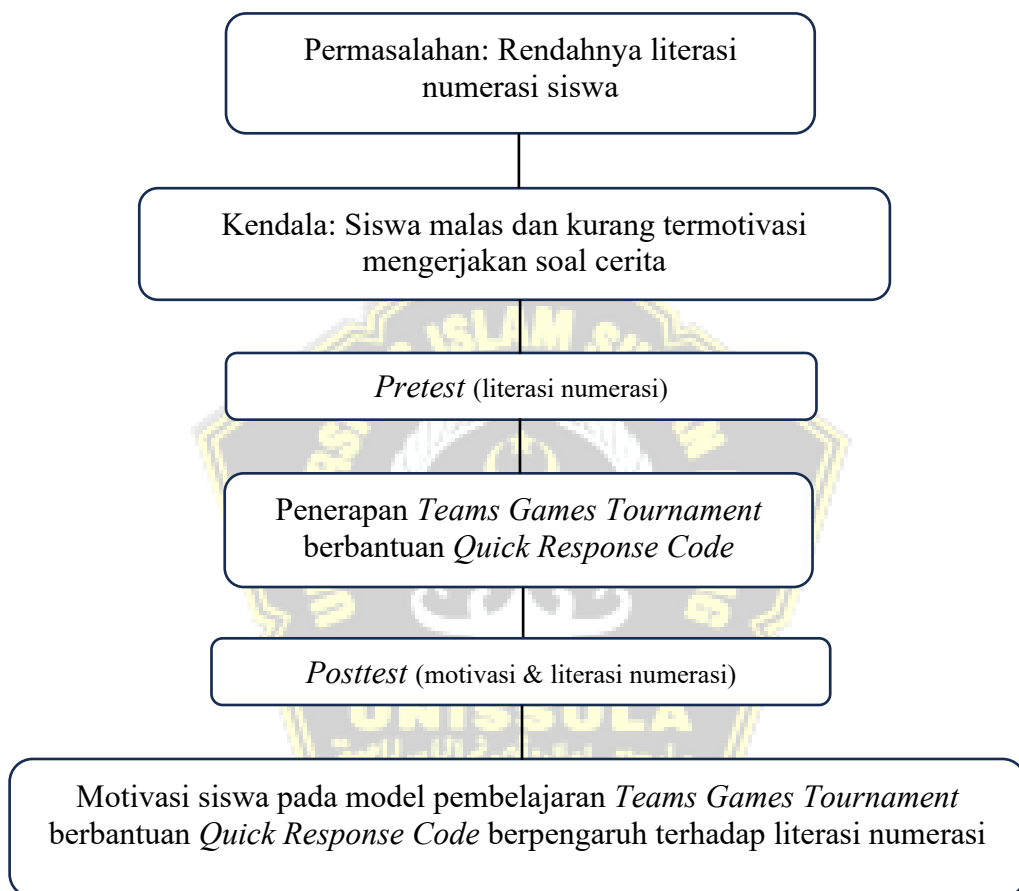 Permasalahan: Rendahnya literasi
numerasi siswa
Kendala: Siswa malas dan kurang termotivasi
mengerjakan soal cerita
Pretest (literasi numerasi)
Penerapan Teams Games Tournament
berbantuan Quick Response Code
Posttest (motivasi & literasi numerasi)
UNISSULA
Motivasi siswa pada model pembelajaran Teams Games Tournament
berbantuan Quick Response Code berpengaruh terhadap literasi numerasi